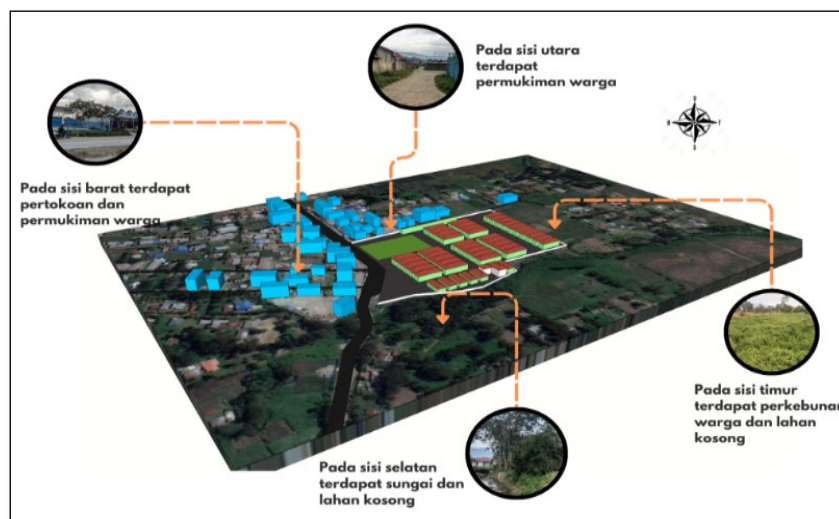 Pada sisi utara
terdapat
permukiman warga
Pada sisi barat terdapat
pertokoan dan
permukiman warga
U
B T
S
Pada sisi timur
terdapat perkebunan
warga dan lahan
kosong
Pada sisi selatan
terdapat sungai dan
lahan kosong